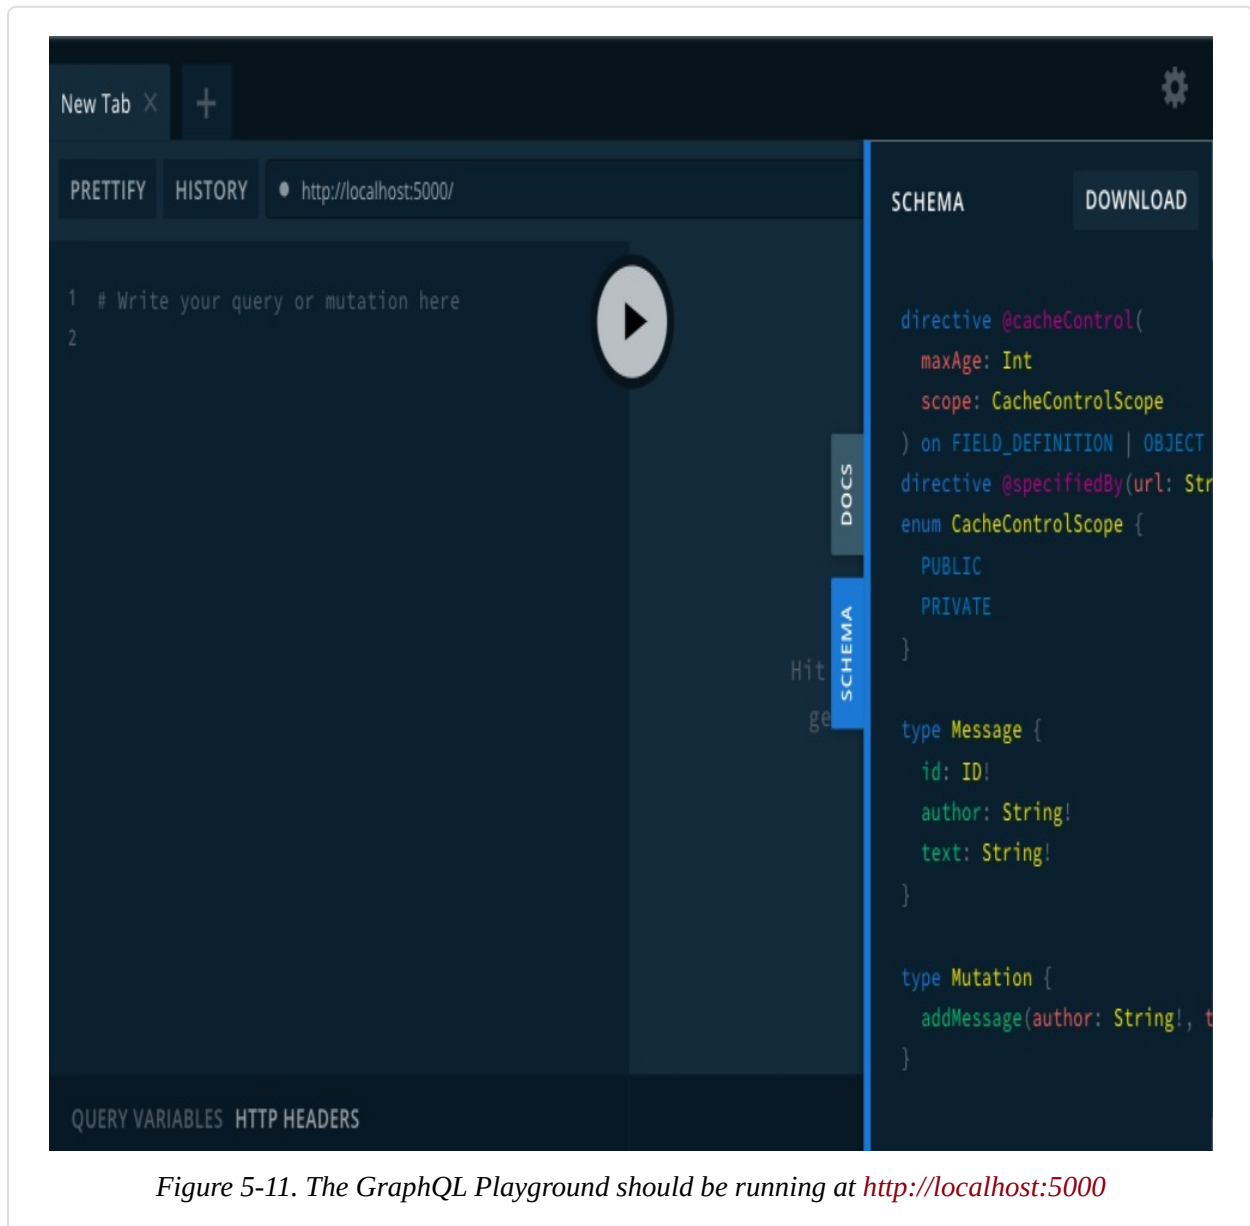 New Tab
PRETTIFY HISTORY http://localhost:5000/
1 # Write your query or mutation here
2
Hit
ge
DOCS
SCHEMA
SCHEMA DOWNLOAD
directive @cacheControl(
maxAge: Int
scope: CacheControlScope
) on FIELD_DEFINITION | OBJECT
directive @specifiedBy(url: Str
enum CacheControlScope {
PUBLIC
PRIVATE
}
type Message {
id: ID!
author: String!
text: String!
}
type Mutation {
addMessage(author: String!, t
}
QUERY VARIABLES HTTP HEADERS
Figure 5-11. The GraphQL Playground should be running at http://localhost:5000